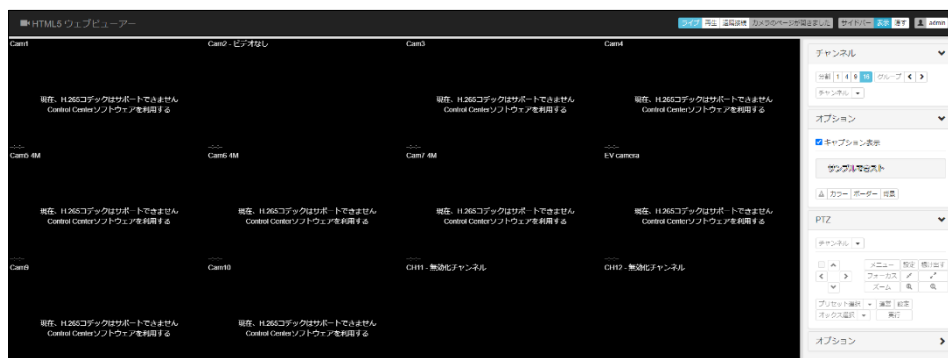 HTML5 ウェブビューアー
ライブ 再生 遠隔接続 カメラのページが開きました サイドバー 表示 隠す admin
Cam1 Cam2 - ビデオなし Cam3 Cam4
現在、H.265コデックはサポートできません 現在、H.265コデックはサポートできません 現在、H.265コデックはサポートできません
Control Centerソフトウェアを利用する Control Centerソフトウェアを利用する Control Centerソフトウェアを利用する
Cam5 4M Cam6 4M Cam7 4M EV camera
現在、H.265コデックはサポートできません 現在、H.265コデックはサポートできません 現在、H.265コデックはサポートできません 現在、H.265コデックはサポートできません
Control Centerソフトウェアを利用する Control Centerソフトウェアを利用する Control Centerソフトウェアを利用する Control Centerソフトウェアを利用する
Cam9 Cam10 CH11 - 無効化チャンネル CH12 - 無効化チャンネル
現在、H.265コデックはサポートできません 現在、H.265コデックはサポートできません
Control Centerソフトウェアを利用する Control Centerソフトウェアを利用する
チャンネル
分割 1 4 9 16 グループ
チャンネル
オプション
キャプション表示
サンプルテキスト
カラー ボーダー 背景
PTZ
チャンネル
メニュー 設定
フォーカス
ズーム
プリセット選択 設定
オックス選択 実行
オプション